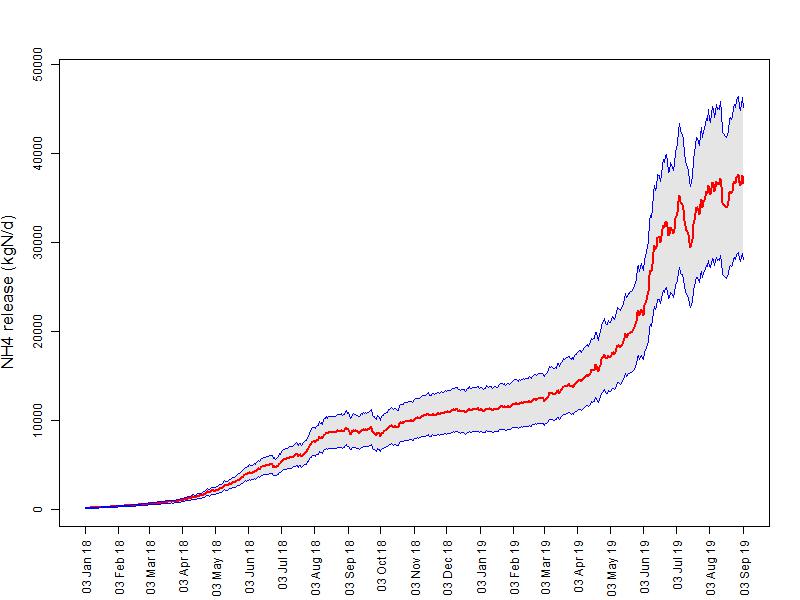 NH4 release (kgN/d)
50000
40000
30000
20000
10000
0
03 Jan 18
03 Feb 18
03 Mar 18
03 Apr 18
03 May 18
03 Jun 18
03 Jul 18
03 Aug 18
03 Sep 18
03 Oct 18
03 Nov 18
03 Dec 18
03 Jan 19
03 Feb 19
03 Mar 19
03 Apr 19
03 May 19
03 Jun 19
03 Jul 19
03 Aug 19
03 Sep 19